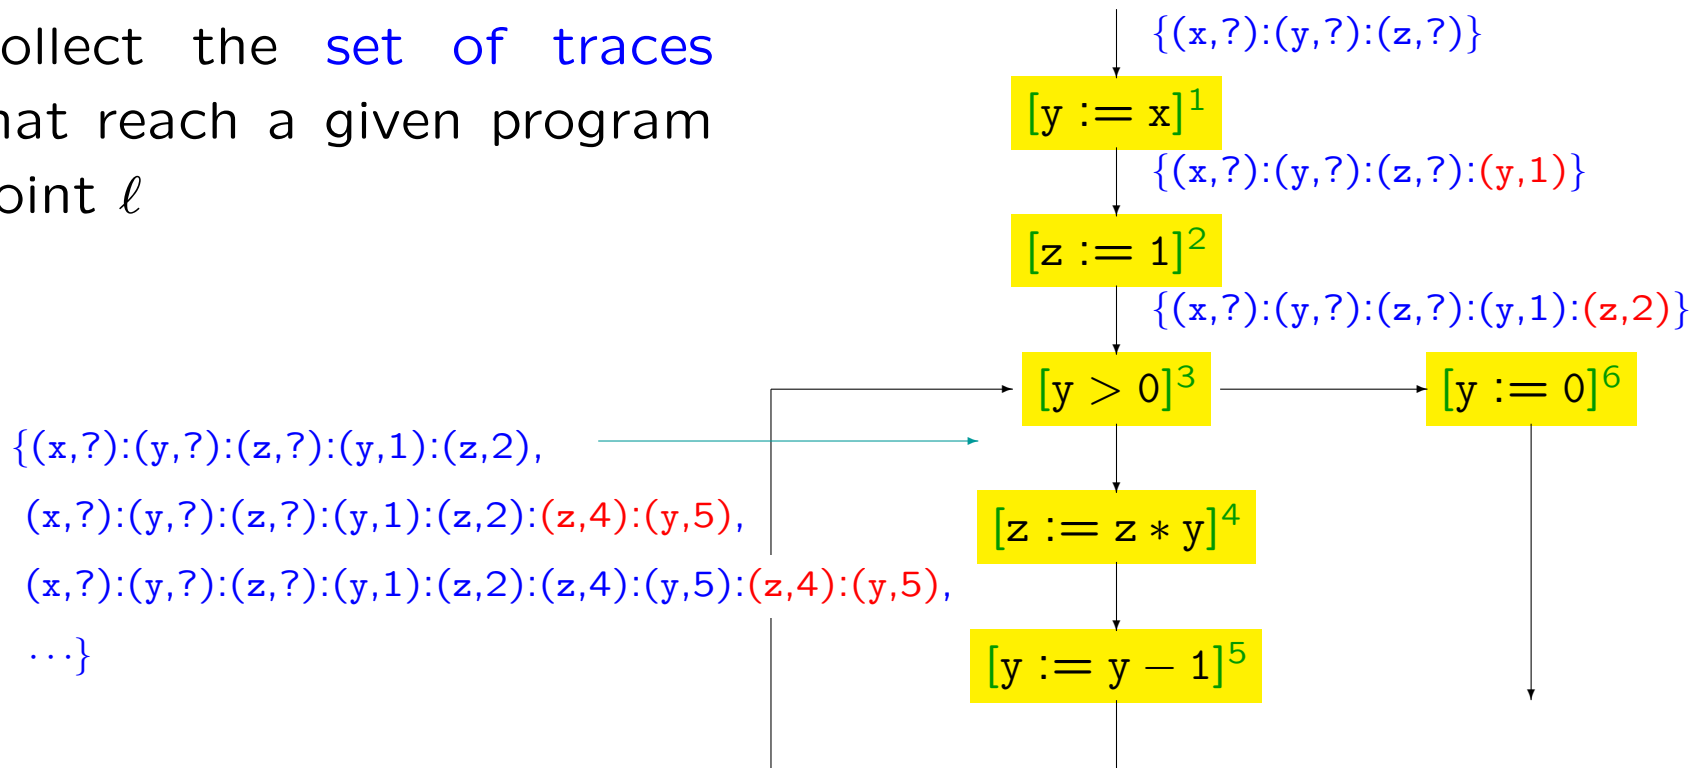 ollect the set of traces
hat reach a given program
oint ℓ
{(x,?):(y,?):(z,?)}
[y := x]1
{(x,?):(y,?):(z,?):(y,1)}
[z := 1]2
{(x,?):(y,?):(z,?):(y,1):(z,2)}
[y > 0]3
[y := 0]6
{(x,?):(y,?):(z,?):(y,1):(z,2),
(x,?):(y,?):(z,?):(y,1):(z,2):(z,4):(y,5),
(x,?):(y,?):(z,?):(y,1):(z,2):(z,4):(y,5):(z,4):(y,5),
···}
[z := z ∗ y]4
[y := y − 1]5